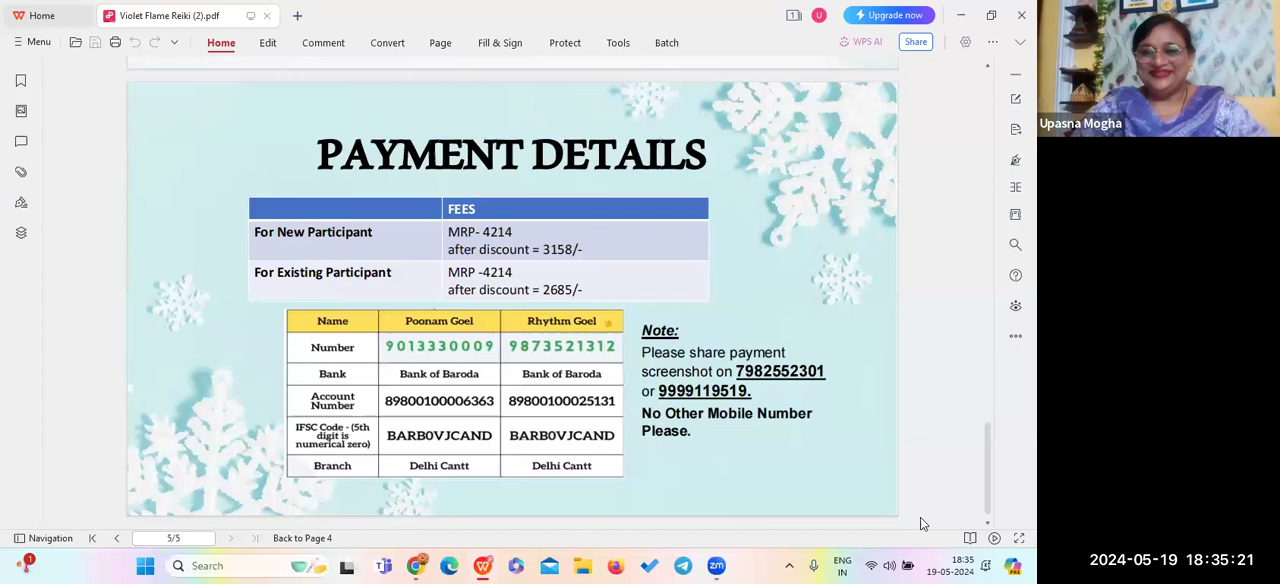 Home
Violet Flame Reiki (2).pdf
1
U
Upgrade now
Menu
Home Edit Comment Convert Page Fill & Sign Protect Tools Batch
WPS AI
Share
Upasna Mogha
PAYMENT DETAILS
FEES
For New Participant
MRP- 4214
after discount = 3158/-
For Existing Participant
MRP -4214
after discount = 2685/-
Name Poonam Goel Rhythm Goel
Number 9013330009 9873521312
Bank Bank of Baroda Bank of Baroda
Account
Number
89800100006363 89800100025131
IFSC Code - (5th
digit is
numerical zero)
BARB0VJCAND BARB0VJCAND
Branch Delhi Cantt Delhi Cantt
Note:
Please share payment
screenshot on 7982552301
or 9999119519.
No Other Mobile Number
Please.
Navigation
5/5
Back to Page 4
Search
ENG
IN
18:35
19-05-2024
2024-05-19 18:35:21